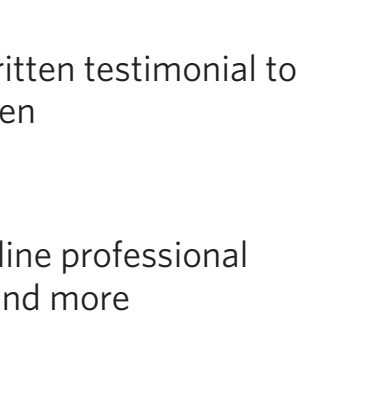 ritten testimonial to
en
line professional
nd more